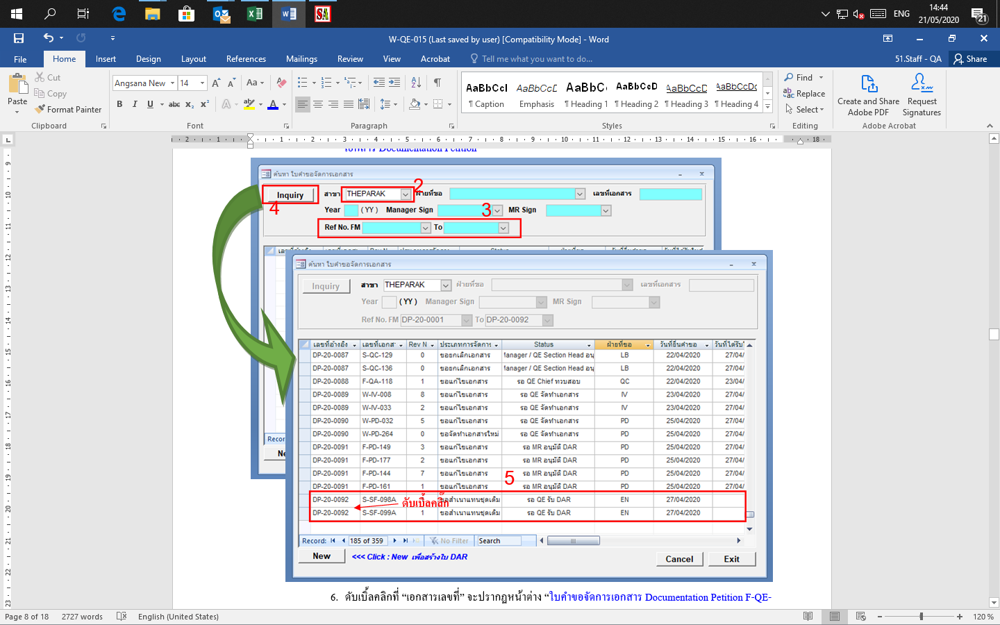 14:44
ENG
21/05/2020
21
W-QE-015 (Last saved by user) [Compatibility Mode] - Word
File Home Insert Design Layout References Mailings Review View Acrobat Tell me what you want to do... 51.Staff - QA Share
Cut
Copy
Paste Format Painter
Angsana New 14
Clipboard Font Paragraph Styles Editing Adobe Acrobat
AaBbCcI AaBbCcD AaBbCc AaBbCcD AaBbCcDc AaBbCcDc
¶ Caption Emphasis ¶ Heading 1 ¶ Heading 2 ¶ Heading 3 ¶ Heading 4
Find
Replace
Select
Create and Share Adobe PDF
Request Signatures
Documentation Petition
ค้นหา ใบคำขอจัดการเอกสาร
Inquiry สาขา THEPARAK 2 ฝ่ายที่ขอ เลขที่เอกสาร
4 Year (YY) Manager Sign 3 MR Sign
Ref No. FM To
ค้นหา ใบคำขอจัดการเอกสาร
Inquiry สาขา THEPARAK ฝ่ายที่ขอ เลขที่เอกสาร
Year (YY) Manager Sign MR Sign
Ref No. FM DP-20-0001 To DP-20-0092
เลขที่อ้างอิง เลขที่เอกสา Rev N ประเภทการจัดการ Status ฝ่ายที่ขอ วันที่ยื่นคำขอ วันที่ได้รับ
DP-20-0087 S-QC-129 0 ขอยกเลิกเอกสาร Manager / QE Section Head อนุ LB 22/04/2020 27/04/
DP-20-0087 S-QC-136 0 ขอยกเลิกเอกสาร Manager / QE Section Head อนุ LB 22/04/2020 27/04/
DP-20-0088 F-QA-118 1 ขอแก้ไขเอกสาร รอ QE Chief ทวนสอบ QC 22/04/2020 23/04/
DP-20-0089 W-IV-008 8 ขอแก้ไขเอกสาร รอ QE จัดทำเอกสาร IV 23/04/2020 27/04/
DP-20-0089 W-IV-033 2 ขอแก้ไขเอกสาร รอ QE จัดทำเอกสาร IV 23/04/2020 27/04/
DP-20-0090 W-PD-032 5 ขอแก้ไขเอกสาร รอ QE จัดทำเอกสาร PD 25/04/2020 27/04/
DP-20-0090 W-PD-264 0 ขอจัดทำเอกสารใหม่ รอ QE จัดทำเอกสาร PD 25/04/2020 27/04/
DP-20-0091 F-PD-149 3 ขอแก้ไขเอกสาร รอ MR อนุมัติ DAR PD 25/04/2020 27/04/
DP-20-0091 F-PD-177 2 ขอแก้ไขเอกสาร รอ MR อนุมัติ DAR PD 25/04/2020 27/04/
DP-20-0091 F-PD-144 7 ขอแก้ไขเอกสาร รอ MR อนุมัติ DAR PD 25/04/2020 27/04/
DP-20-0091 F-PD-161 1 ขอแก้ไขเอกสาร รอ MR อนุมัติ DAR PD 25/04/2020 27/04/
5
DP-20-0092 S-SF-098A ขอสำเนาแทนชุดเดิม รอ QE รับ DAR EN 27/04/2020
ดับเบิ้ลคลิ๊ก
DP-20-0092 S-SF-099A 1 ขอสำเนาแทนชุดเดิม รอ QE รับ DAR EN 27/04/2020
Record: 185 of 359 No Filter Search
New <<< Click : New เพื่อสร้างใบ DAR Cancel Exit
6. ดับเบิ้ลคลิกที่ “เอกสารเลขที่” จะปรากฏหน้าต่าง “ใบคำขอจัดการเอกสาร Documentation Petition F-QE-
Page 8 of 18 2727 words English (United States) 120 %